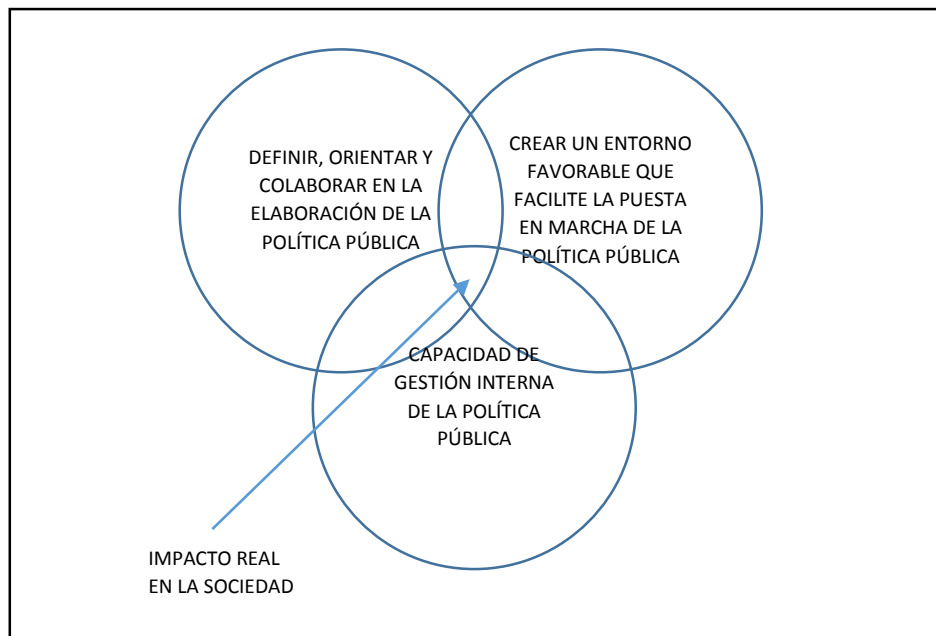 DEFINIR, ORIENTAR Y
COLABORAR EN LA
ELABORACIÓN DE LA
POLÍTICA PÚBLICA
CREAR UN ENTORNO
FAVORABLE QUE
FACILITE LA PUESTA
EN MARCHA DE LA
POLÍTICA PÚBLICA
CAPACIDAD DE
GESTIÓN INTERNA
DE LA POLÍTICA
PÚBLICA
IMPACTO REAL
EN LA SOCIEDAD